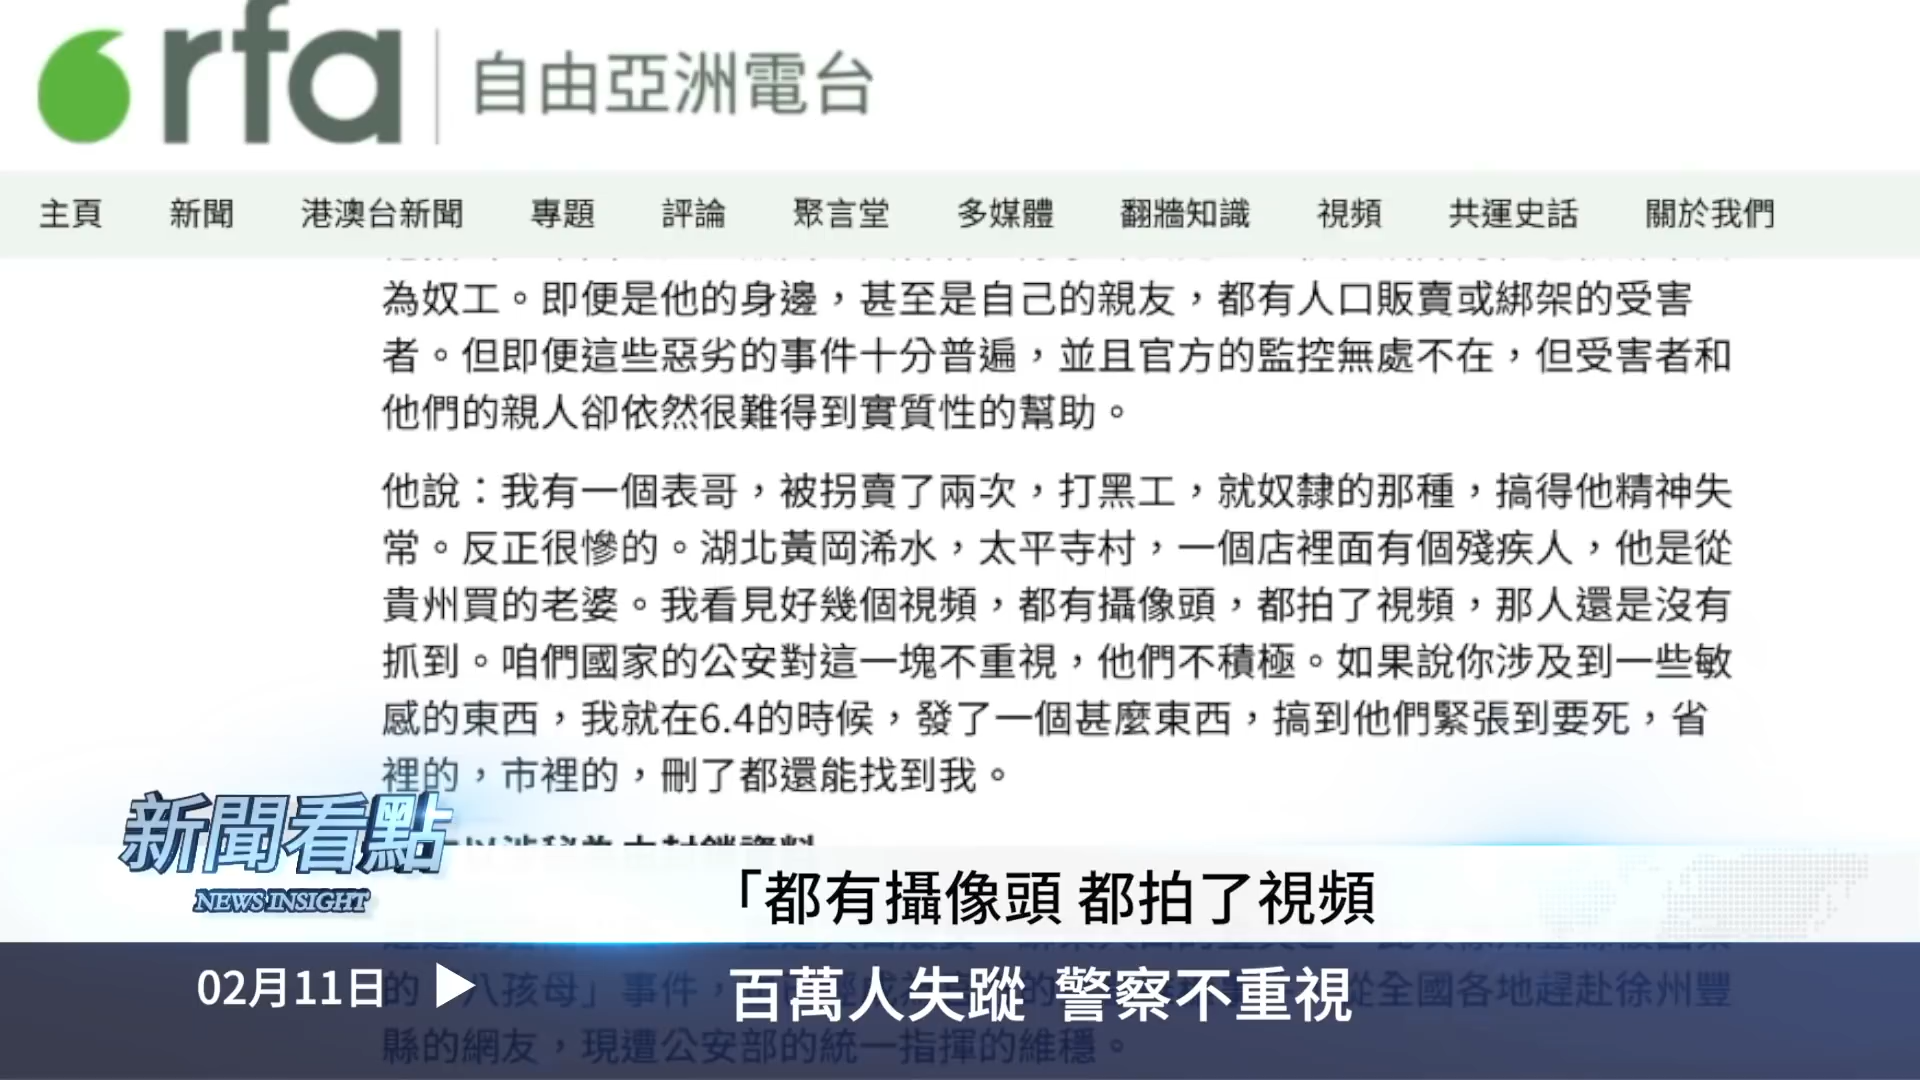 rfa 自由亞洲電台
主頁 新聞 港澳台新聞 專題 評論 聚言堂 多媒體 翻牆知識 視頻 共運史話 關於我們
為奴工。即便是他的身邊，甚至是自己的親友，都有人口販賣或綁架的受害
者。但即便這些惡劣的事件十分普遍，並且官方的監控無處不在，但受害者和
他們的親人卻依然很難得到實質性的幫助。
他說：我有一個表哥，被拐賣了兩次，打黑工，就奴隸的那種，搞得他精神失
常。反正很慘的。湖北黃岡浠水，太平寺村，一個店裡面有個殘疾人，他是從
貴州買的老婆。我看見好幾個視頻，都有攝像頭，都拍了視頻，那人還是沒有
抓到。咱們國家的公安對這一塊不重視，他們不積極。如果說你涉及到一些敏
感的東西，我就在6.4的時候，發了一個甚麼東西，搞到他們緊張到要死，省
裡的，市裡的，刪了都還能找到我。
新聞看點
NEWS INSIGHT
「都有攝像頭 都拍了視頻
02月11日
百萬人失蹤 警察不重視
的「八孩母」事件，
從全國各地趕赴徐州豐
縣的網友，現遭公安部的統一指揮的維穩。